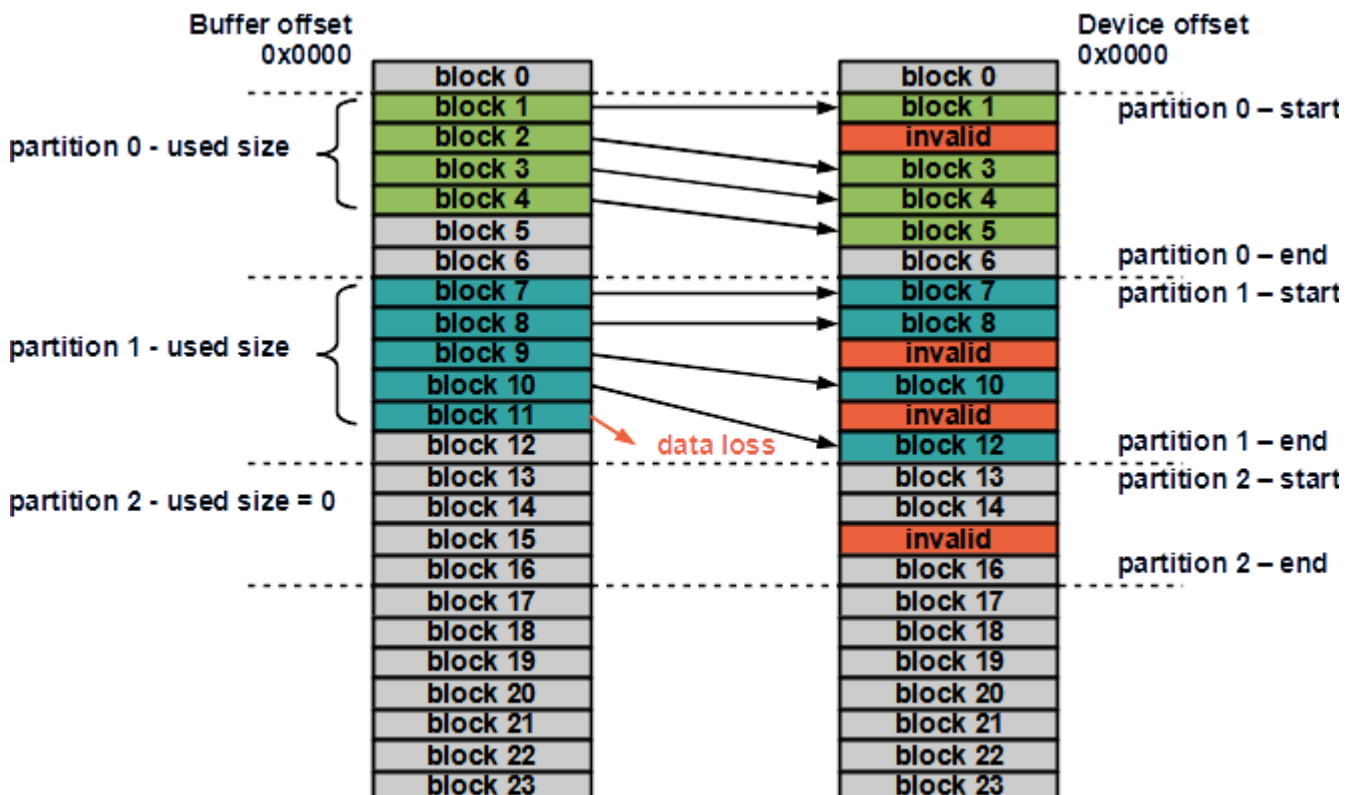 Buffer offset
0x0000
block 0
block 1
block 2
block 3
block 4
block 5
block 6
block 7
block 8
block 9
block 10
block 11
block 12
block 13
block 14
block 15
block 16
block 17
block 18
block 19
block 20
block 21
block 22
block 23
partition 0 - used size
partition 1 - used size
partition 2 - used size = 0
data loss
Device offset
0x0000
block 0
block 1
invalid
block 3
block 4
block 5
block 6
block 7
block 8
invalid
block 10
invalid
block 12
block 13
block 14
invalid
block 16
block 17
block 18
block 19
block 20
block 21
block 22
block 23
partition 0 – start
partition 0 – end
partition 1 – start
partition 1 – end
partition 2 – start
partition 2 – end